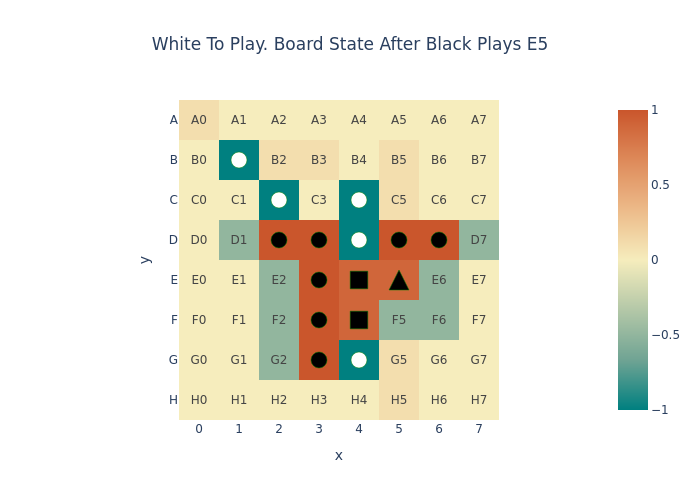 White To Play. Board State After Black Plays E5
A A0 A1 A2 A3 A4 A5 A6 A7 1
B B0 B2 B3 B4 B5 B6 B7
C C0 C1 C3 C5 C6 C7 0.5
D D0 D1 D7
y 0
E E0 E1 E2 E6 E7
F F0 F1 F2 F5 F6 F7 −0.5
G G0 G1 G2 G5 G6 G7
H H0 H1 H2 H3 H4 H5 H6 H7 −1
0 1 2 3 4 5 6 7
x